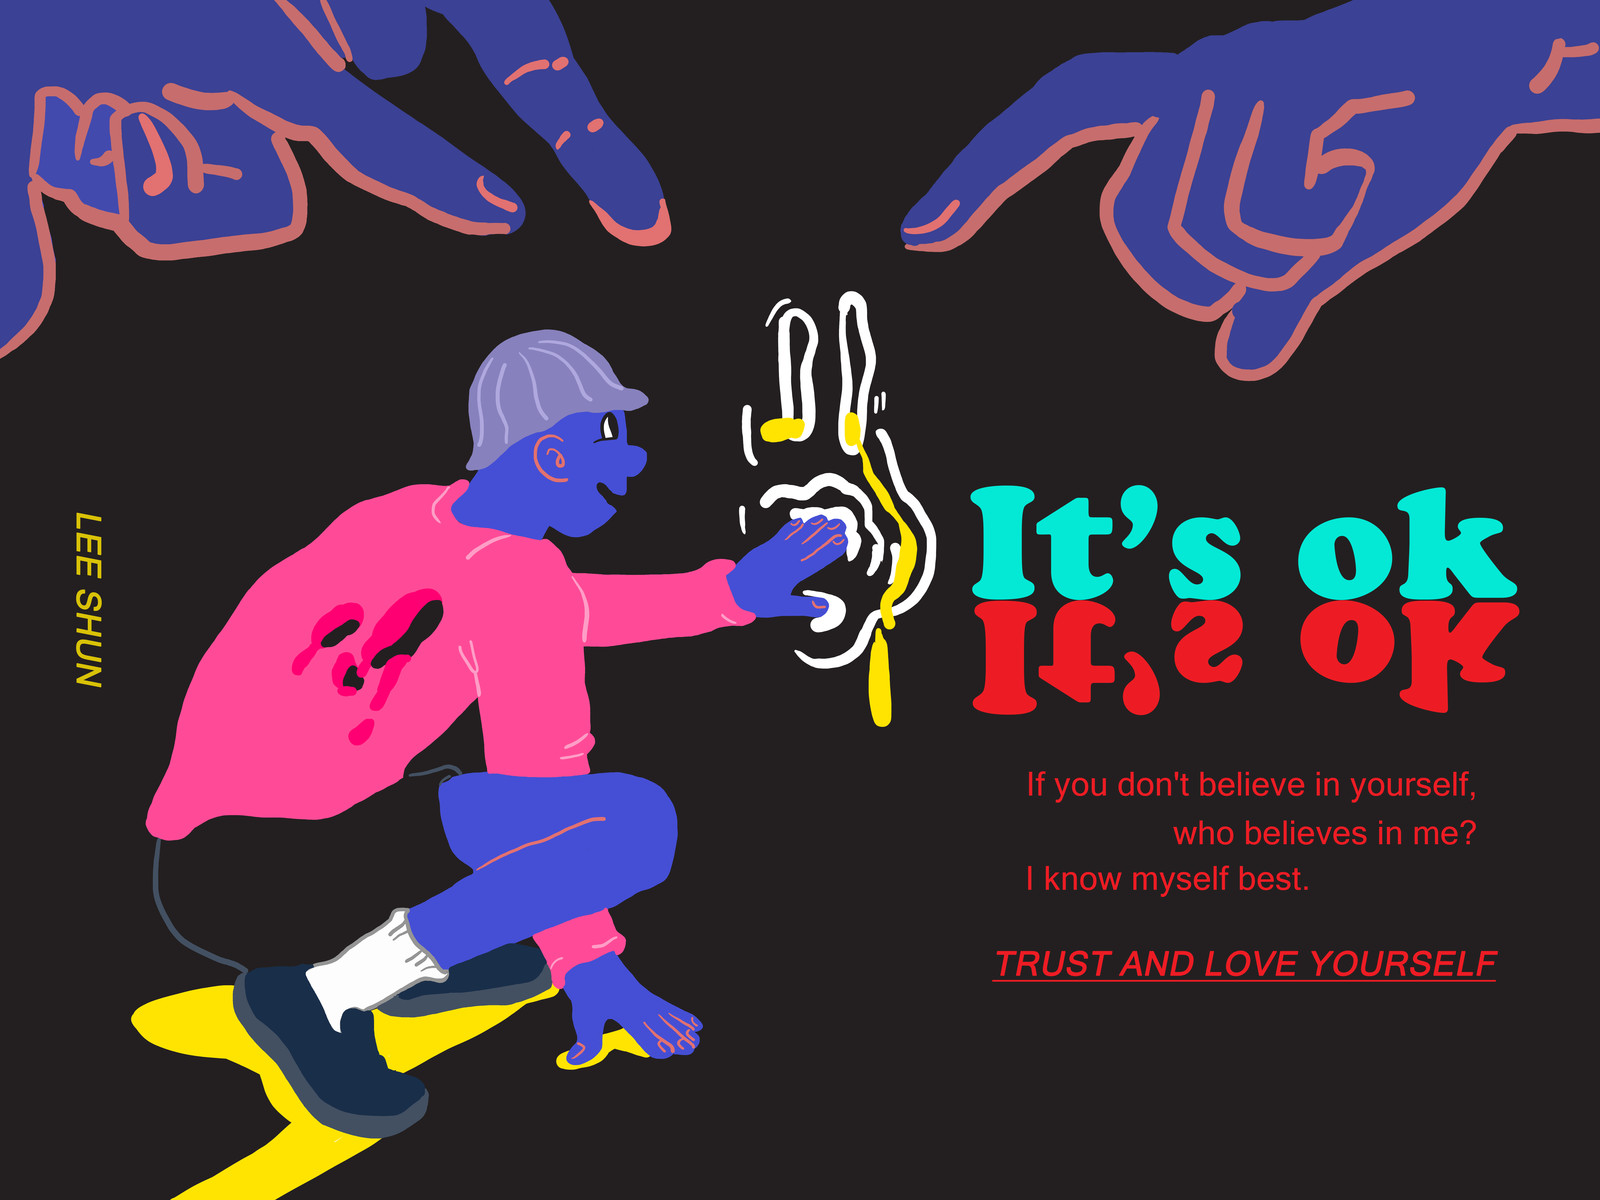 LEE SHUN
It's ok
It's ok
If you don't believe in yourself,
who believes in me?
I know myself best.
TRUST AND LOVE YOURSELF